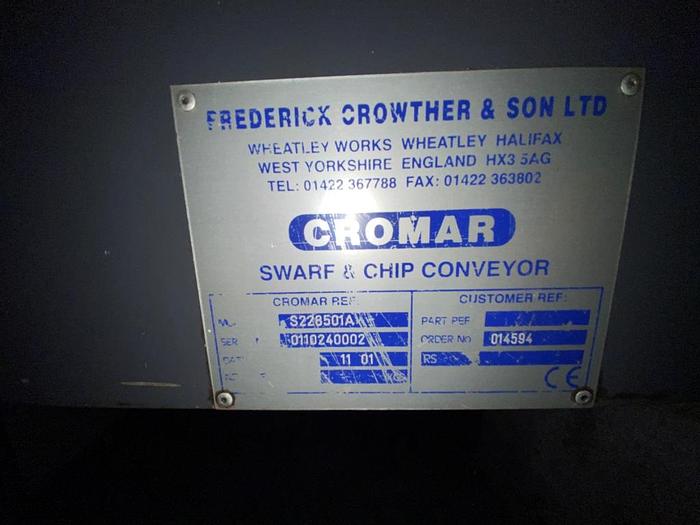 FREDERICK CROWTHER & SON LTD
WHEATLEY WORKS WHEATLEY HALIFAX
WEST YORKSHIRE ENGLAND HX3 5AG
TEL: 01422 367788 FAX: 01422 363802
CROMAR
SWARF & CHIP CONVEYOR
CROMAR REF:
S228501A
0110240002
11 01
CUSTOMER REF:
PART REF
ORDER NO 014594
RS
CE